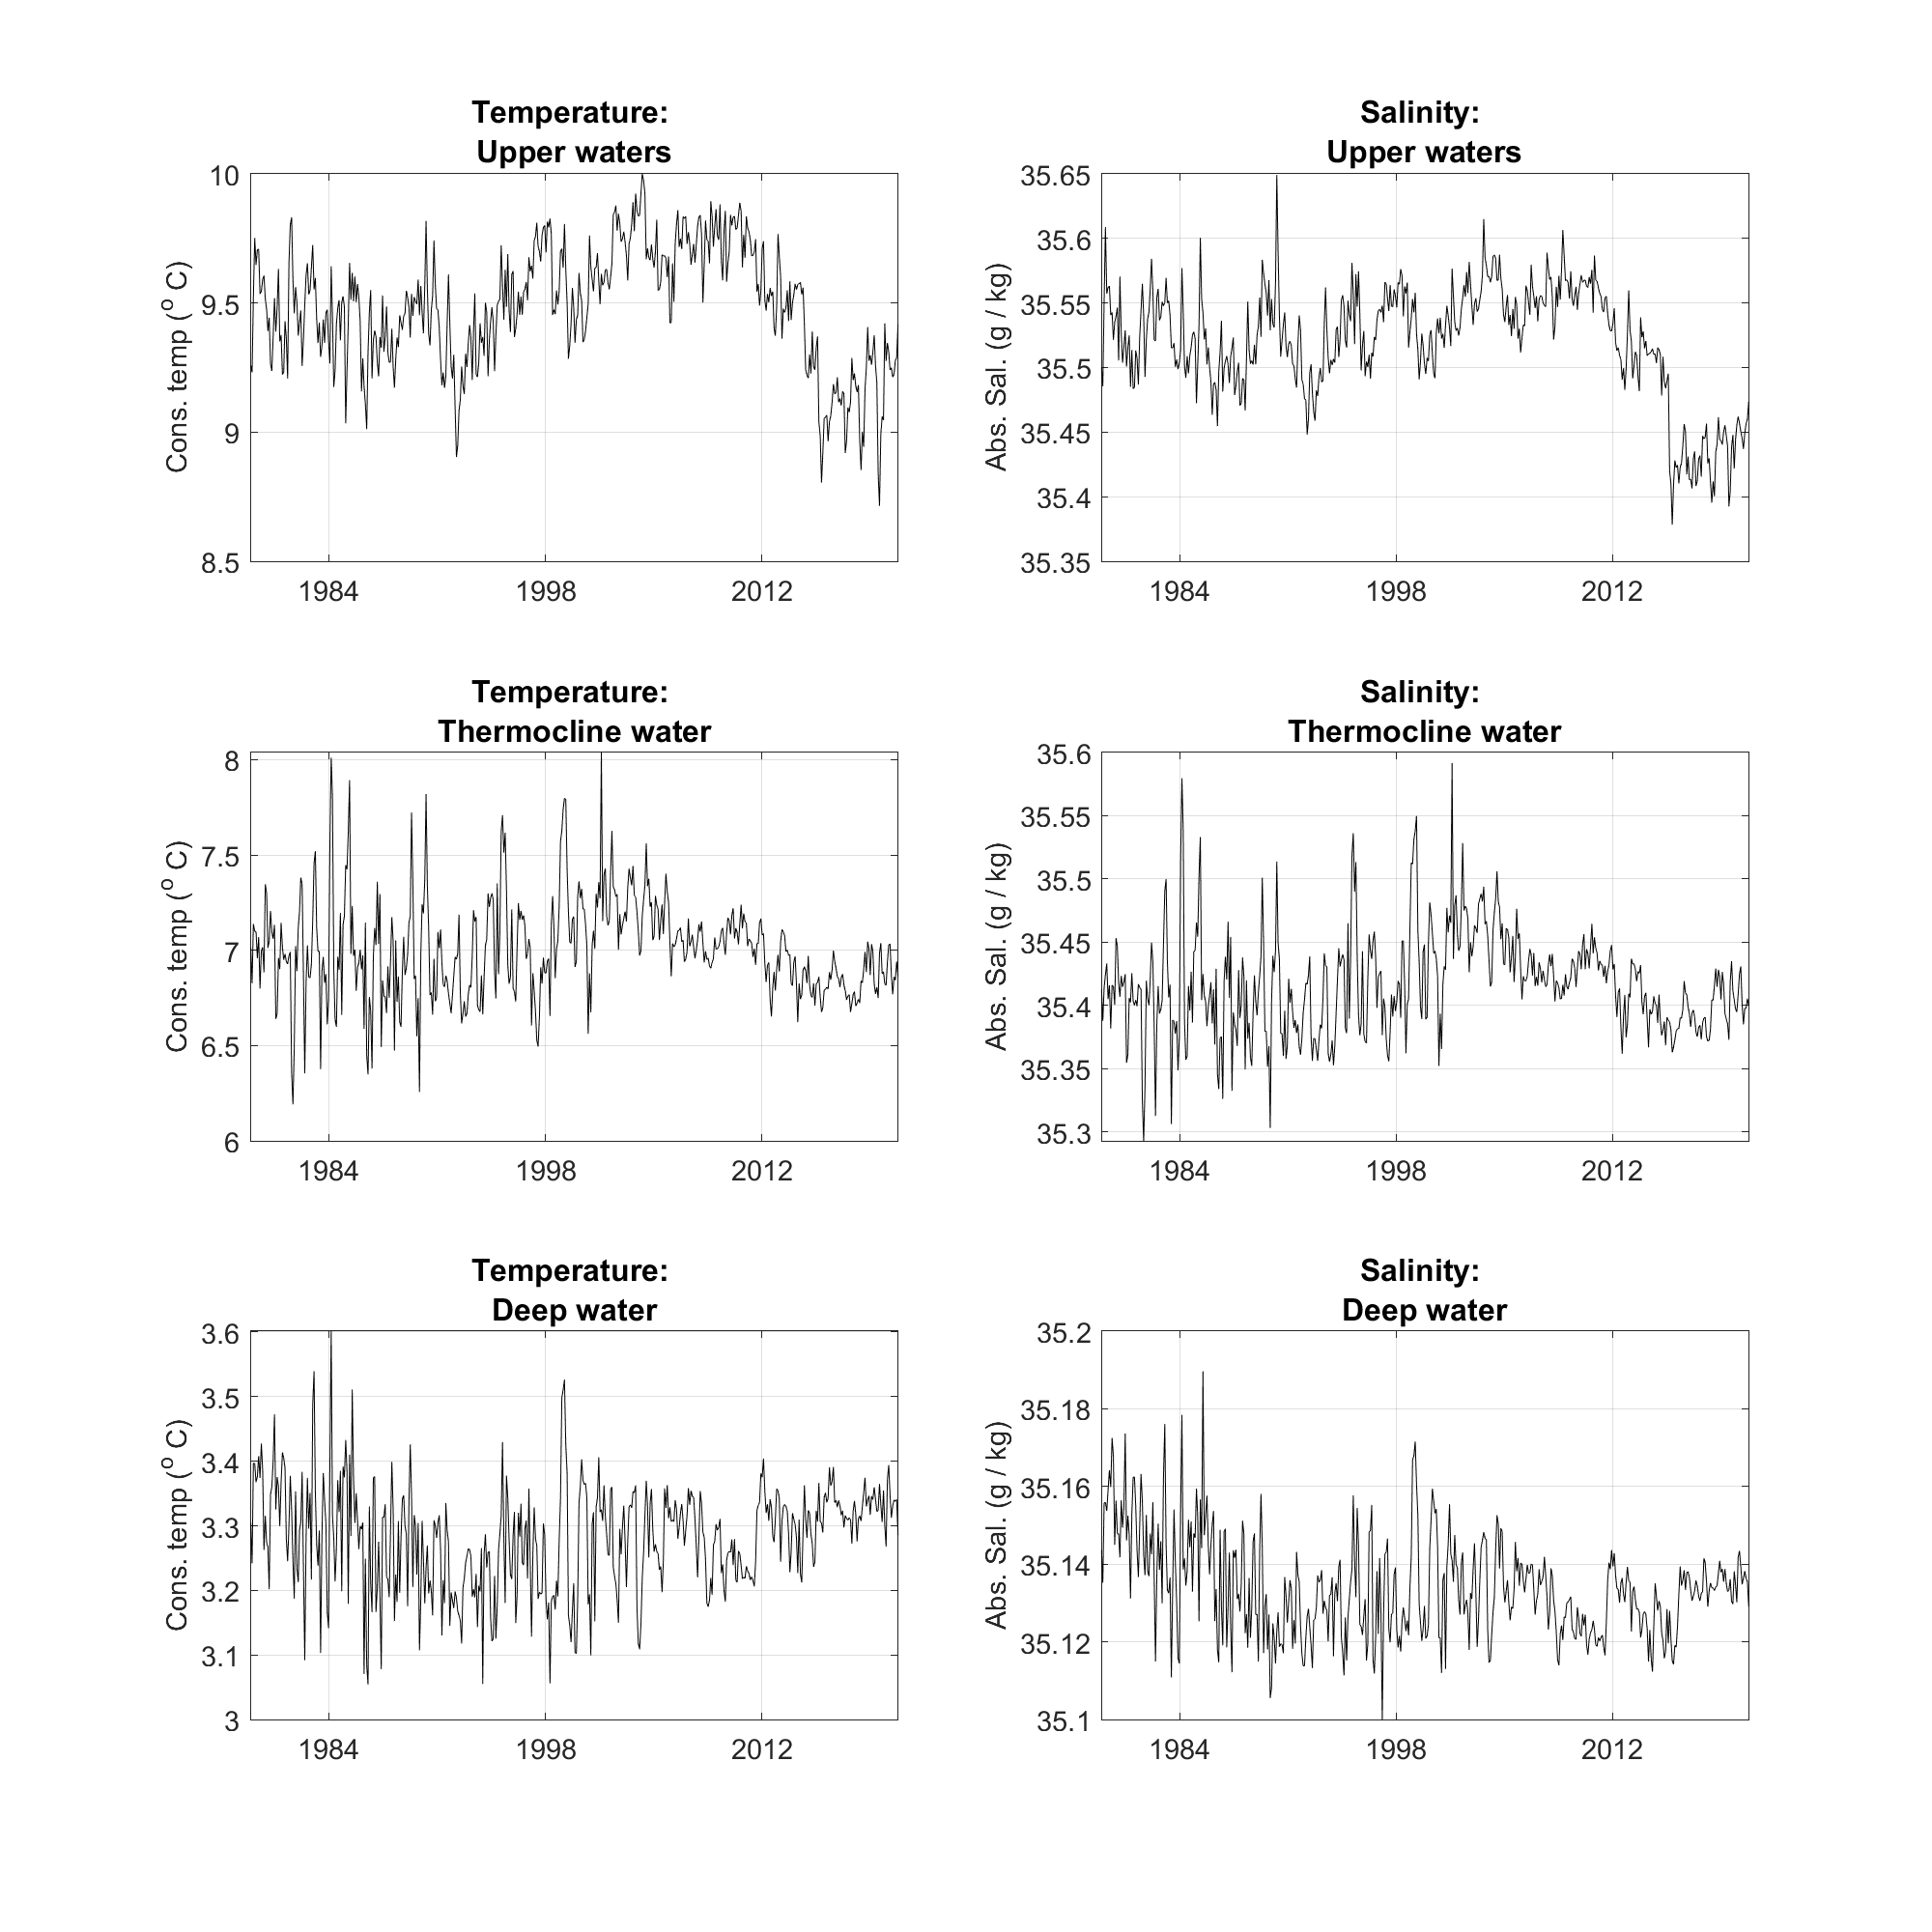 Temperature:
Upper waters
Cons. temp (° C)
10
9.5
9
8.5
1984 1998 2012
Salinity:
Upper waters
Abs. Sal. (g / kg)
35.65
35.6
35.55
35.5
35.45
35.4
35.35
1984 1998 2012
Temperature:
Thermocline water
Cons. temp (° C)
8
7.5
7
6.5
6
1984 1998 2012
Salinity:
Thermocline water
Abs. Sal. (g / kg)
35.6
35.55
35.5
35.45
35.4
35.35
35.3
1984 1998 2012
Temperature:
Deep water
Cons. temp (° C)
3.6
3.5
3.4
3.3
3.2
3.1
3
1984 1998 2012
Salinity:
Deep water
Abs. Sal. (g / kg)
35.2
35.18
35.16
35.14
35.12
35.1
1984 1998 2012